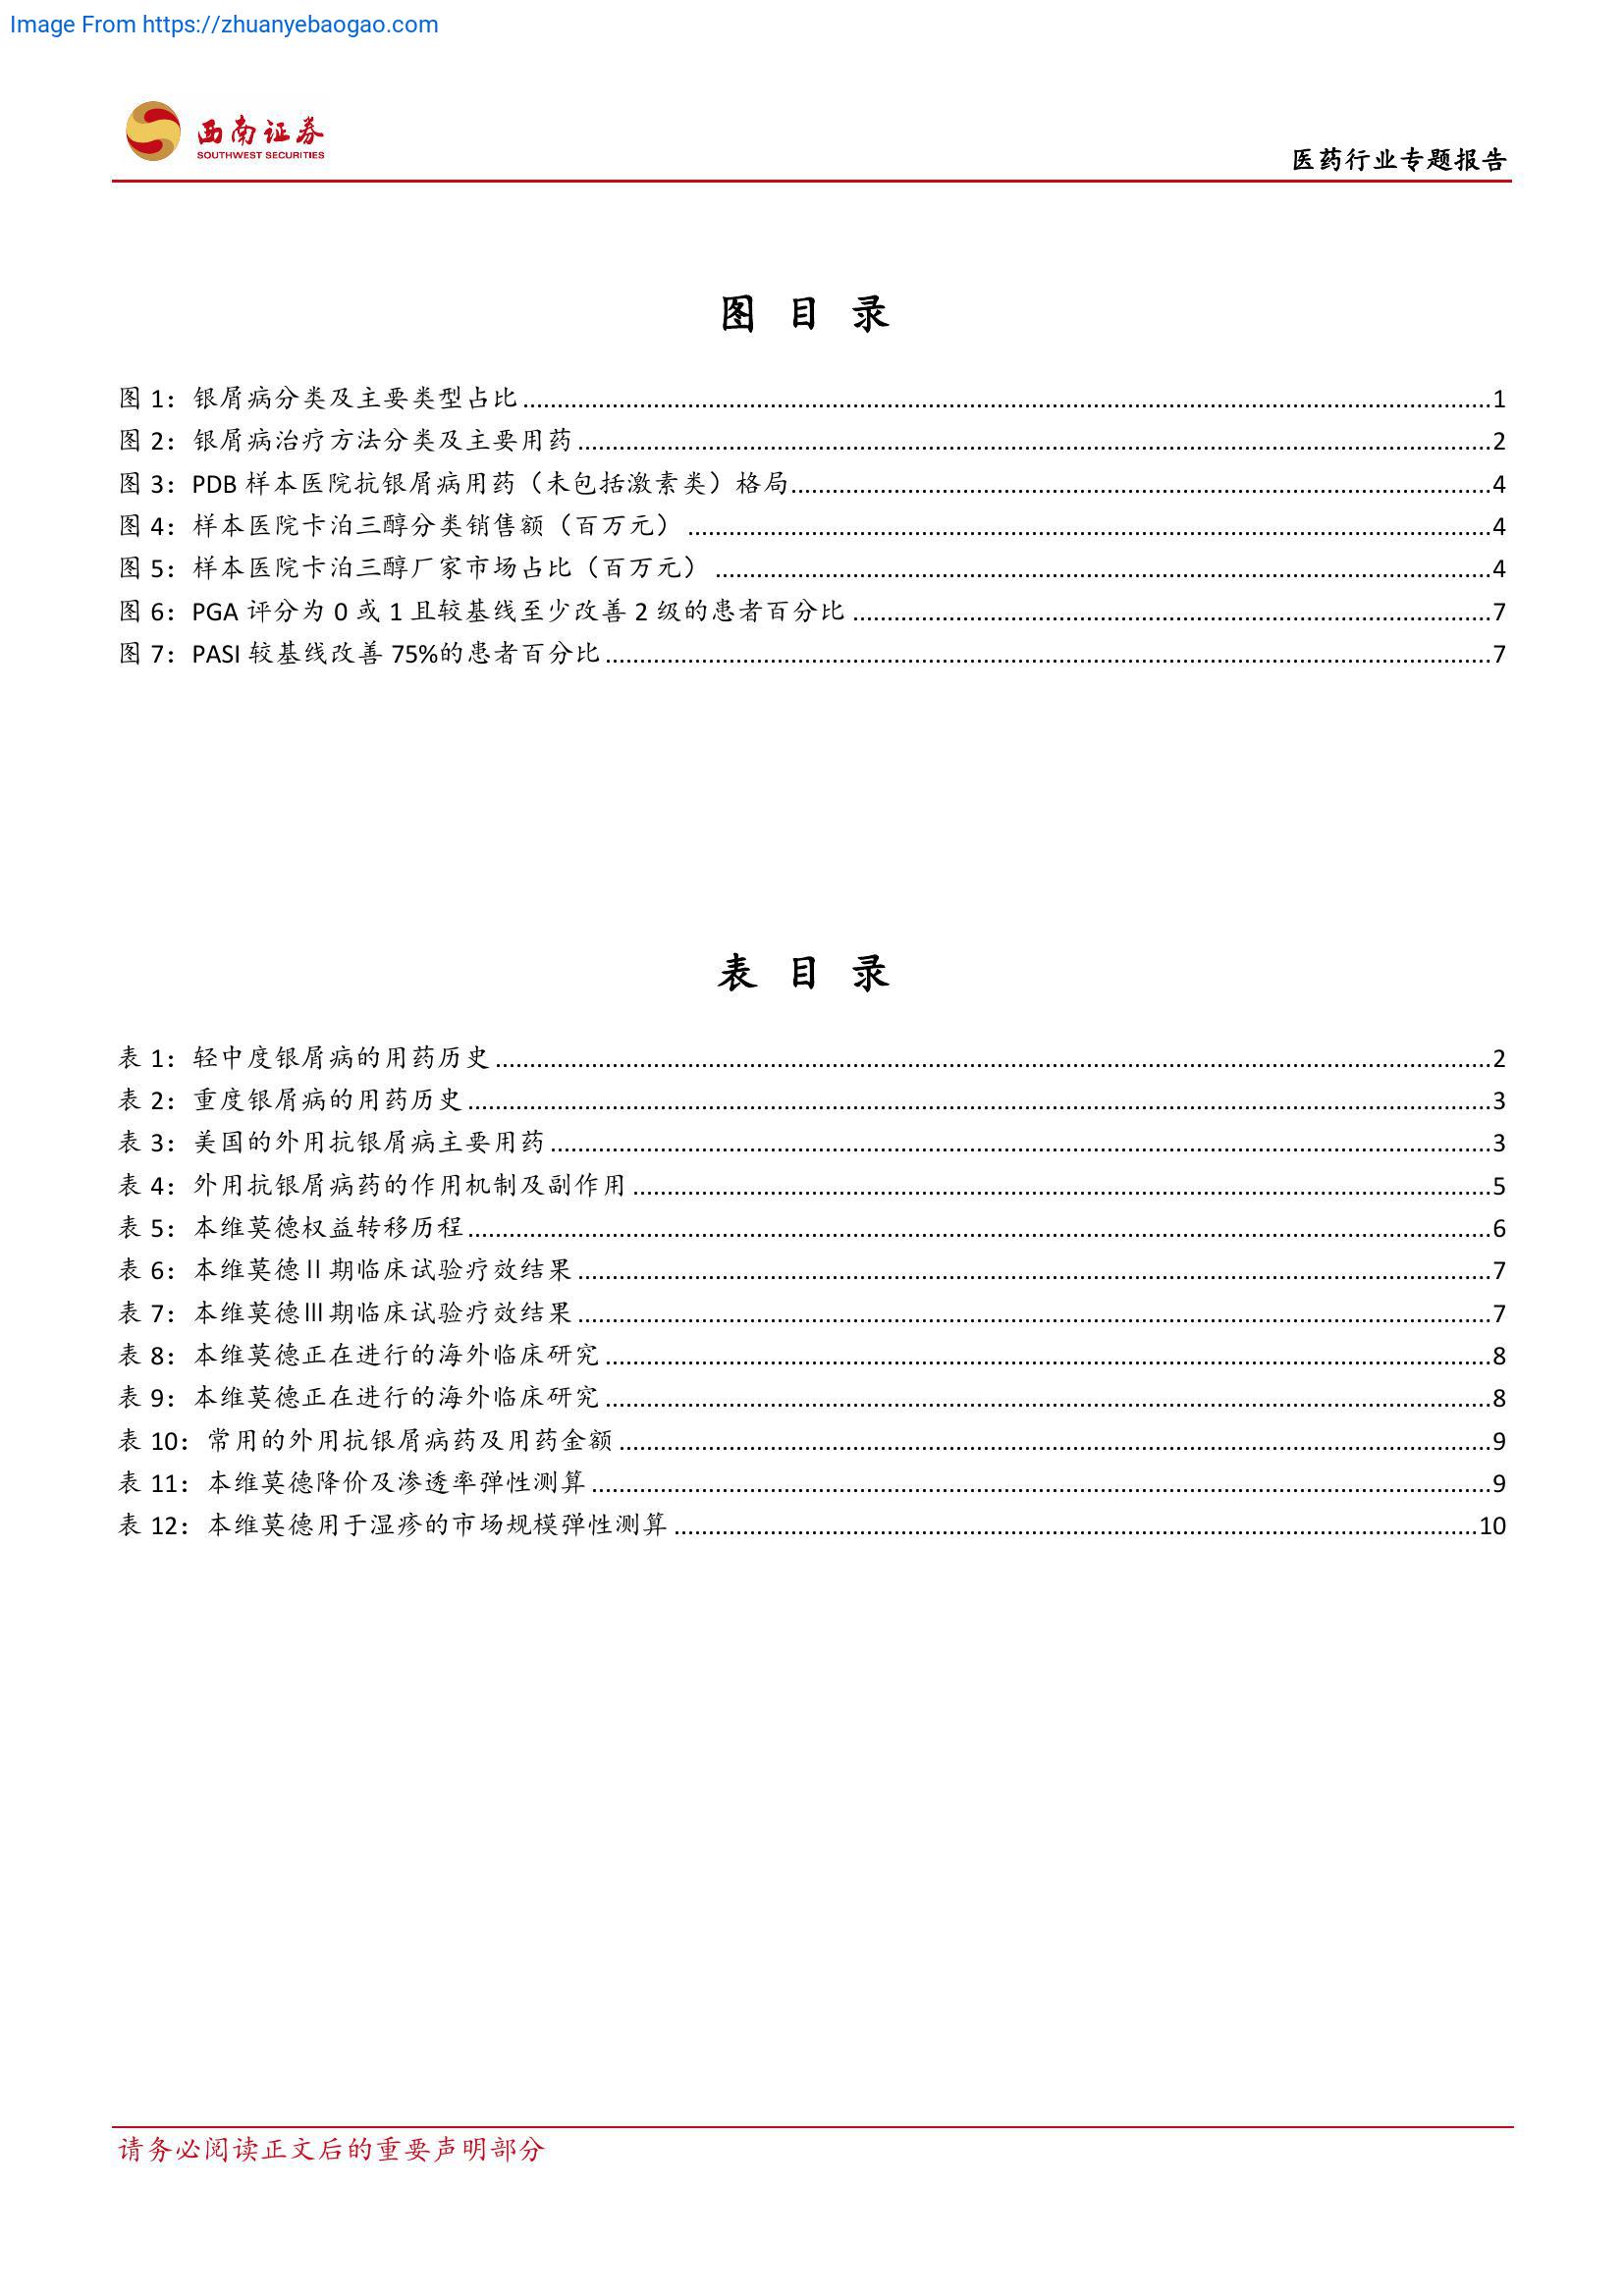 Image From https://zhuanyebaogao.com
西南证券
SOUTHWEST SECURITIES
医药行业专题报告
图 目 录
图 1：银屑病分类及主要类型占比 1
图 2：银屑病治疗方法分类及主要用药 2
图 3：PDB 样本医院抗银屑病用药（未包括激素类）格局 4
图 4：样本医院卡泊三醇分类销售额（百万元） 4
图 5：样本医院卡泊三醇厂家市场占比（百万元） 4
图 6：PGA 评分为 0 或 1 且较基线至少改善 2 级的患者百分比 7
图 7：PASI 较基线改善 75%的患者百分比 7
表 目 录
表 1：轻中度银屑病的用药历史 2
表 2：重度银屑病的用药历史 3
表 3：美国的外用抗银屑病主要用药 3
表 4：外用抗银屑病药的作用机制及副作用 5
表 5：本维莫德权益转移历程 6
表 6：本维莫德Ⅱ期临床试验疗效结果 7
表 7：本维莫德Ⅲ期临床试验疗效结果 7
表 8：本维莫德正在进行的海外临床研究 8
表 9：本维莫德正在进行的海外临床研究 8
表 10：常用的外用抗银屑病药及用药金额 9
表 11：本维莫德降价及渗透率弹性测算 9
表 12：本维莫德用于湿疹的市场规模弹性测算 10
请务必阅读正文后的重要声明部分